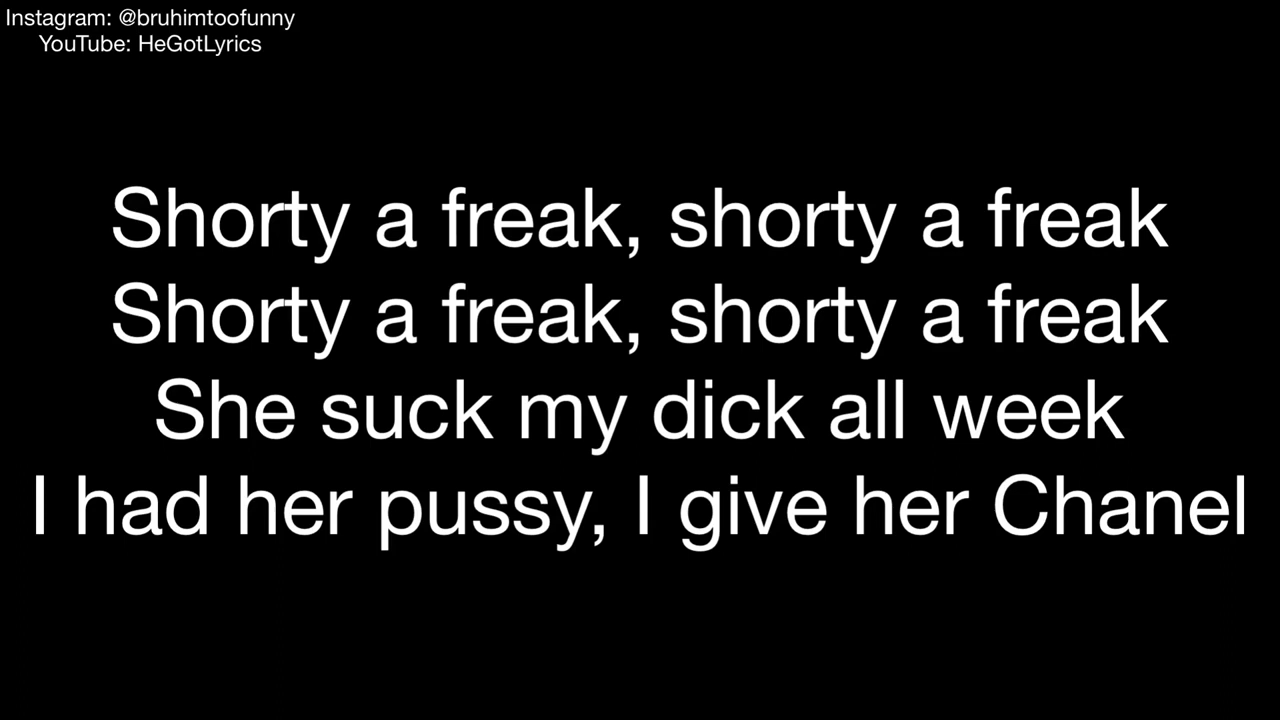 Instagram: @bruhimtoofunny
YouTube: HeGotLyrics
Shorty a freak, shorty a freak
Shorty a freak, shorty a freak
She suck my dick all week
I had her pussy, I give her Chanel